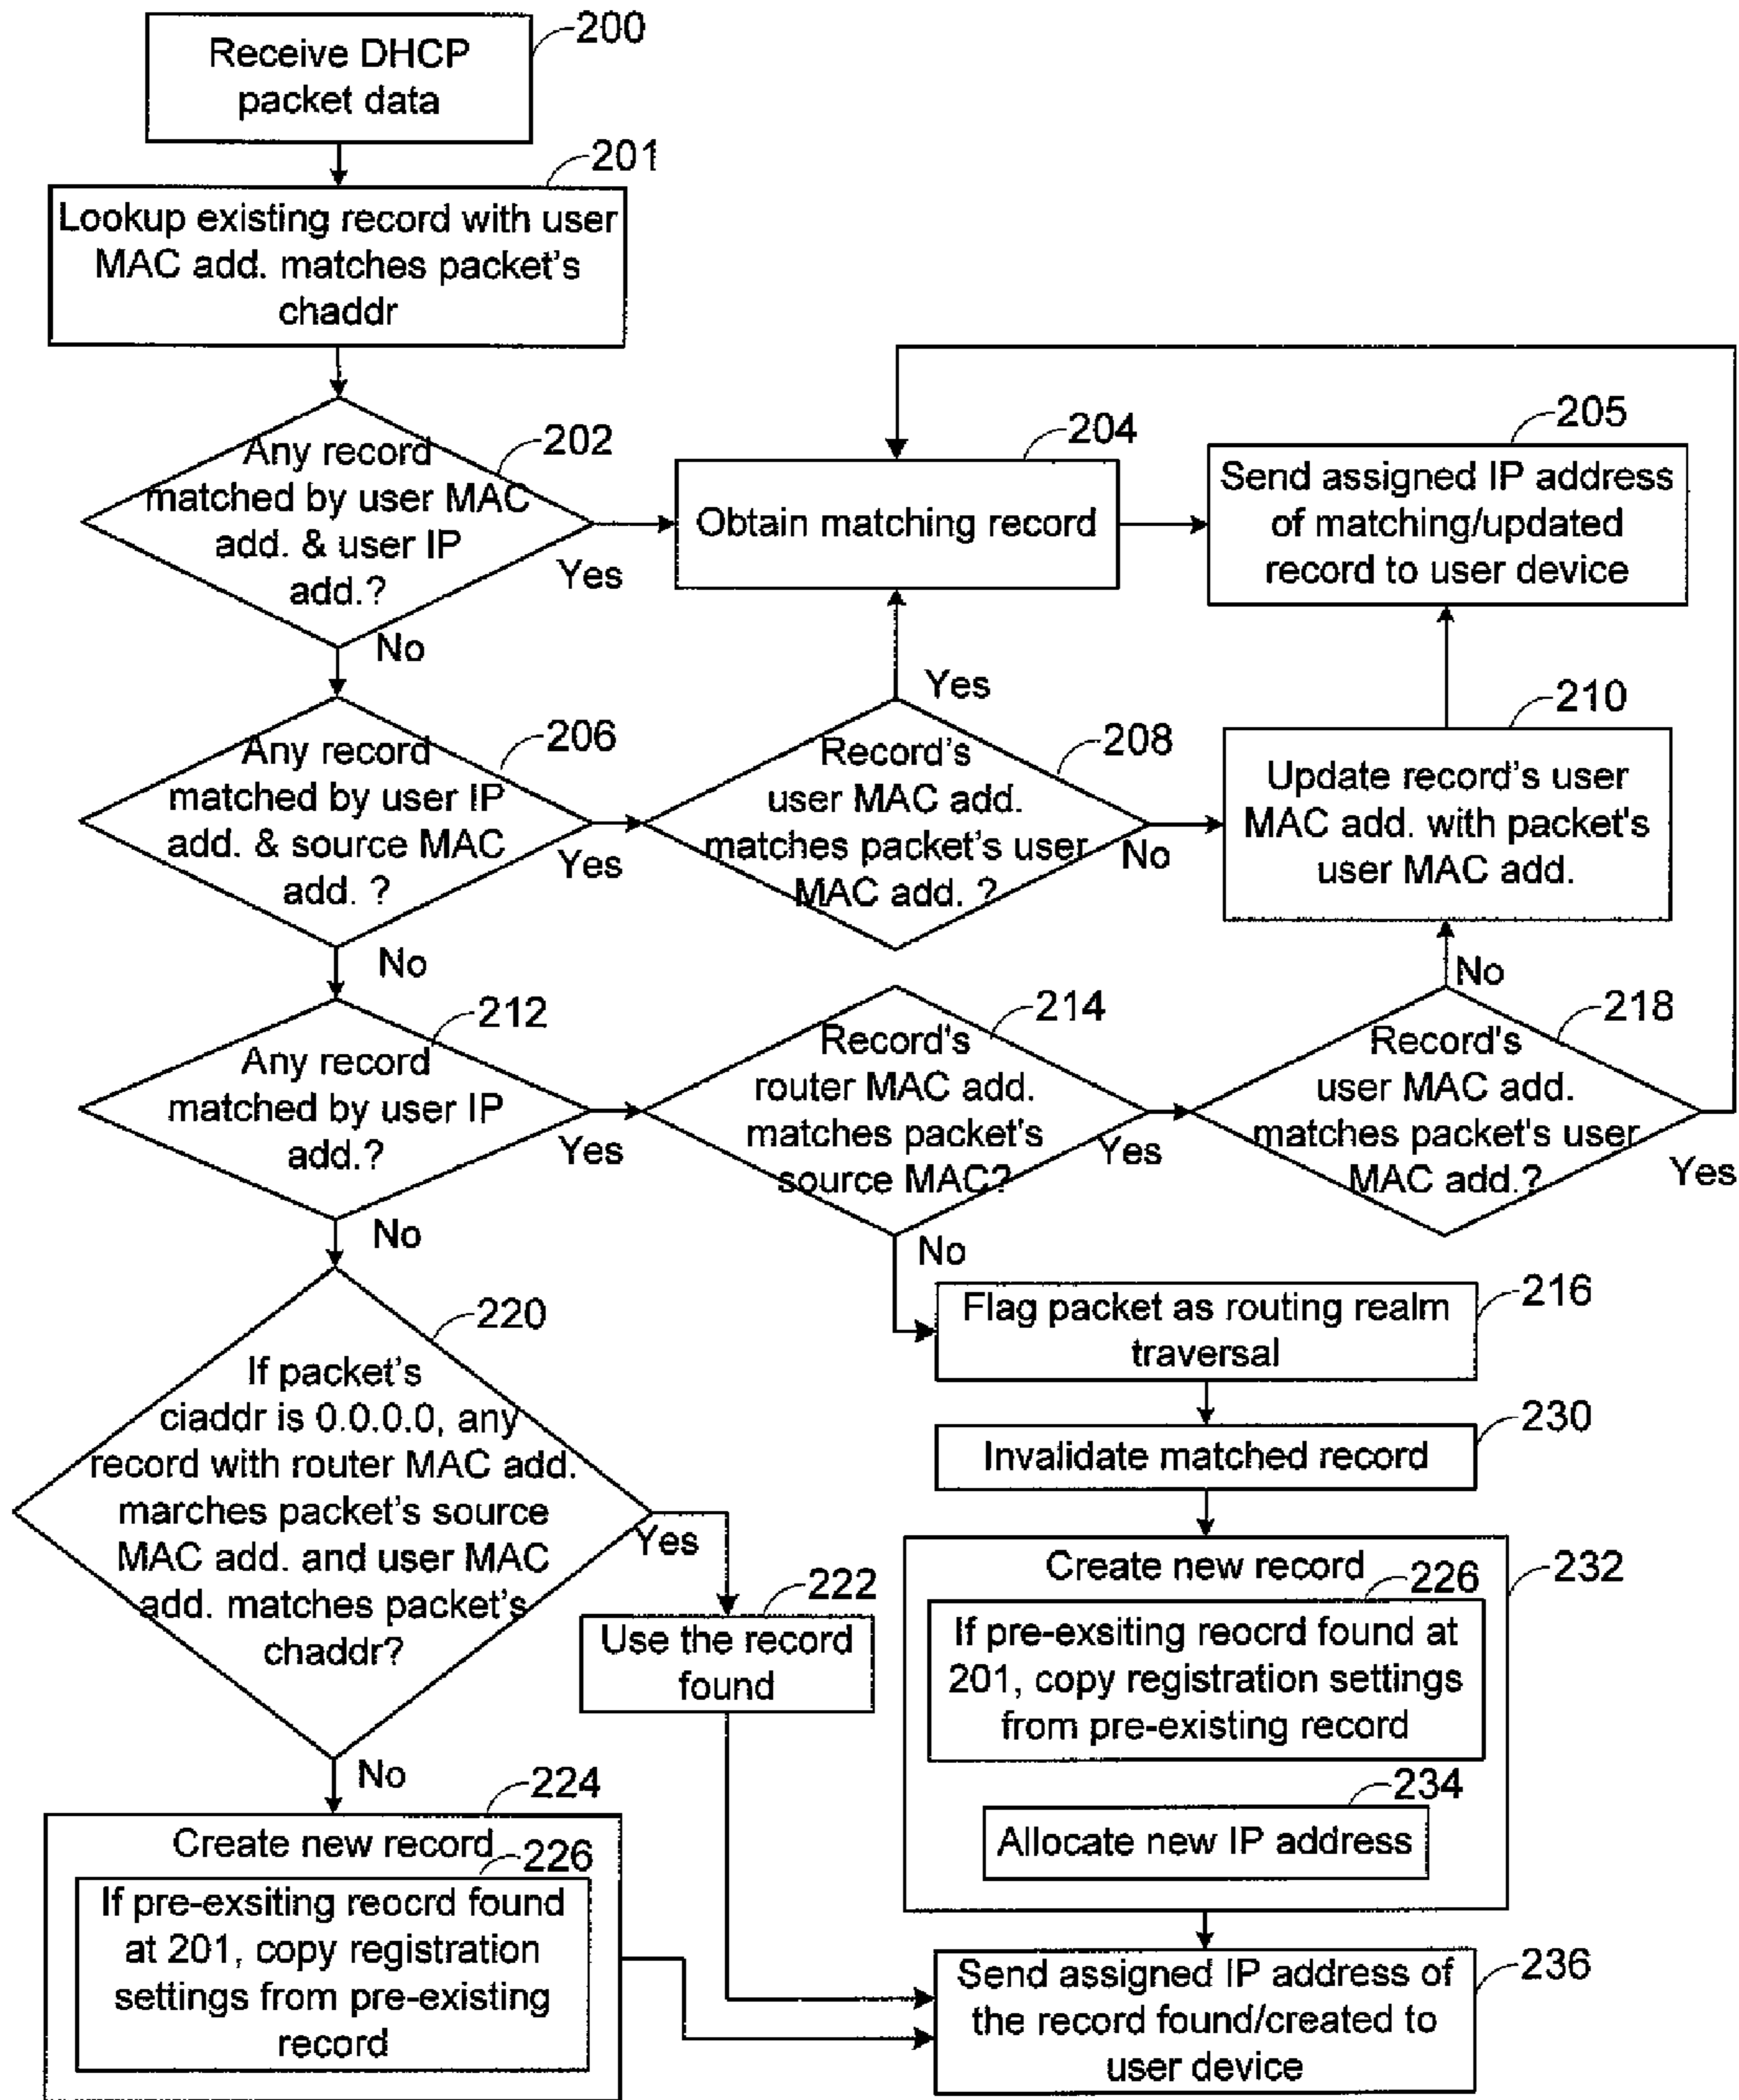 200
Receive DHCP
packet data
201
Lookup existing record with user
MAC add. matches packet's
chaddr
202
Any record
matched by user MAC
add. & user IP
add.?
Yes
No
204
Obtain matching record
205
Send assigned IP address
of matching/updated
record to user device
206
Any record
matched by user IP
add. & source MAC
add. ?
Yes
No
208
Record's
user MAC add.
matches packet's user
MAC add. ?
Yes
No
210
Update record's user
MAC add. with packet's
user MAC add.
212
Any record
matched by user IP
add.?
Yes
No
214
Record's
router MAC add.
matches packet's
source MAC?
Yes
No
218
Record's
user MAC add.
matches packet's user
MAC add.?
No
Yes
216
Flag packet as routing realm
traversal
230
Invalidate matched record
220
If packet's
ciaddr is 0.0.0.0, any
record with router MAC add.
marches packet's source
MAC add. and user MAC
add. matches packet's
chaddr?
Yes
No
222
Use the record
found
232
Create new record
226
If pre-exsiting reocrd found at
201, copy registration settings
from pre-existing record
234
Allocate new IP address
224
Create new record
226
If pre-exsiting reocrd found
at 201, copy registration
settings from pre-existing
record
236
Send assigned IP address of
the record found/created to
user device